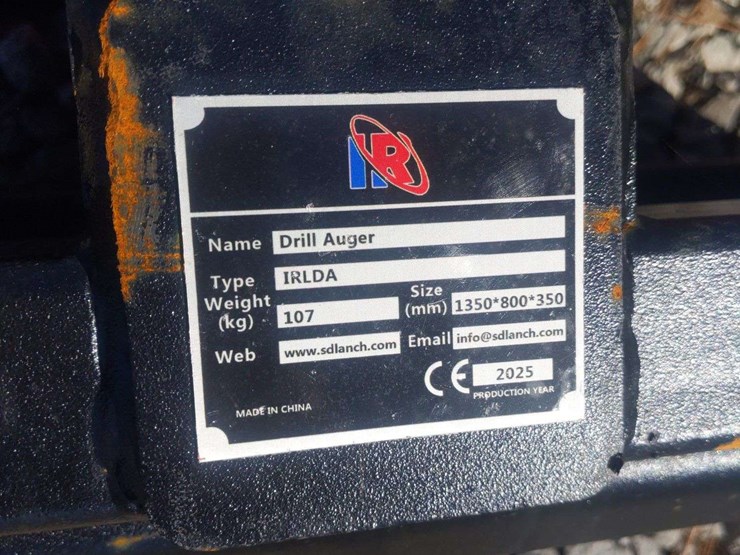 TR
Name Drill Auger
Type IRLDA
Weight (kg) 107
Size (mm) 1350*800*350
Web www.sdlanch.com
Email info@sdlanch.com
CE 2025
PRODUCTION YEAR
MADE IN CHINA